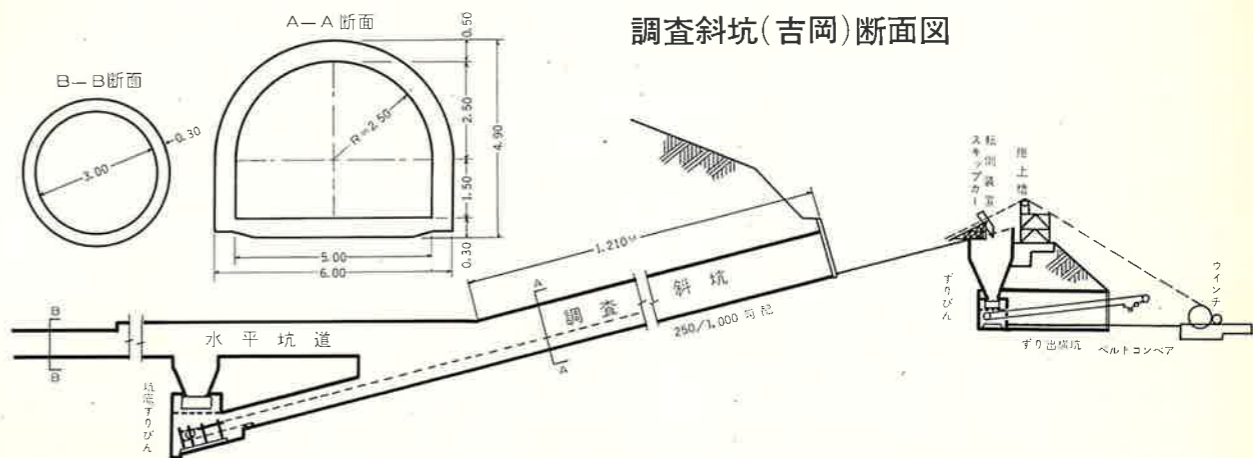 調査斜坑(吉岡)断面図
A—A断面
B—B断面
0.30
3.00
R=2.50
0.50
2.50
4.90
1.50
0.30
5.00
6.00
1.210M
A
A
調査斜坑
250/1,000勾配
B
B
水平坑道
坑底ずりびん
スキップカー
転倒装置
捲上櫓
ずりびん
ウインチ
ずり出横坑
ベルトコンベア